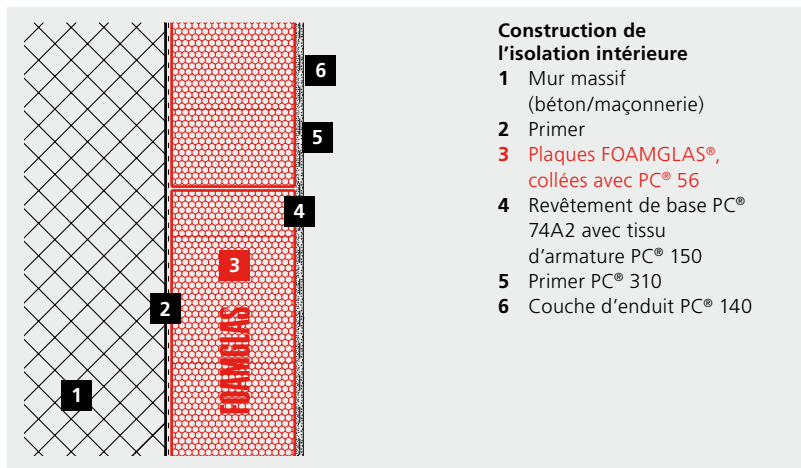 6
5
4
3
2
1
FOAMGLAS
Construction de
l'isolation intérieure
1 Mur massif
(béton/maçonnerie)
2 Primer
3 Plaques FOAMGLAS®,
collées avec PC® 56
4 Revêtement de base PC®
74A2 avec tissu
d'armature PC® 150
5 Primer PC® 310
6 Couche d'enduit PC® 140